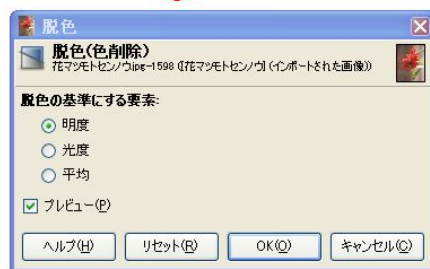 脱色
脱色(色削除)
花マツモトセンノウjpg-1598 ([花マツモトセンノウ] (インポートされた画像))
脱色の基準にする要素:
明度
光度
平均
プレビュー(P)
ヘルプ(H) リセット(R) OK(O) キャンセル(C)